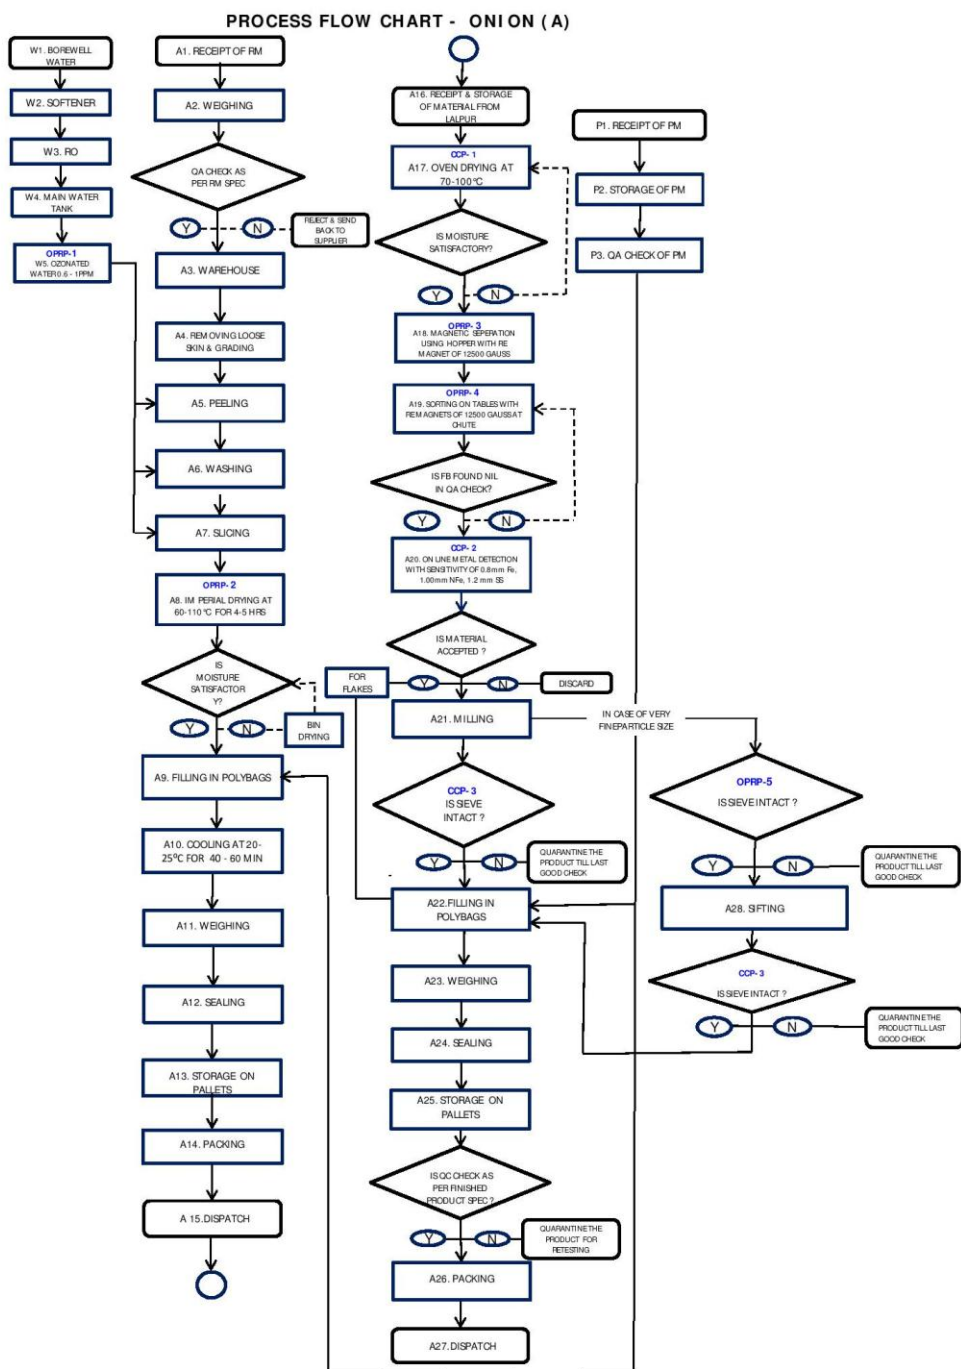 PROCESS FLOW CHART - ONION (A)
W1. BOREWELL
WATER
W2. SOFTENER
W3. RO
W4. MAIN WATER
TANK
OPRP-1
W5. OZONATED
WATER 0.6 - 1PPM
A1. RECEIPT OF RM
A2. WEIGHING
QA CHECK AS
PER RM SPEC
Y
N
REJECT & SEND
BACK TO
SUPPLIER
A3. WAREHOUSE
A4. REMOVING LOOSE
SKIN & GRADING
A5. PEELING
A6. WASHING
A7. SLICING
OPRP-2
A8. IMPERIAL DRYING AT
60-110°C FOR 4-5 HRS
IS
MOISTURE
SATISFACTOR
Y?
Y
N
BIN
DRYING
A9. FILLING IN POLYBAGS
A10. COOLING AT 20-
25°C FOR 40 - 60 MIN
A11. WEIGHING
A12. SEALING
A13. STORAGE ON
PALLETS
A14. PACKING
A 15. DISPATCH
A16. RECEIPT & STORAGE
OF MATERIAL FROM
LALPUR
CCP- 1
A17. OVEN DRYING AT
70-100°C
IS MOISTURE
SATISFACTORY?
Y
N
OPRP- 3
A18. MAGNETIC SEPERATION
USING HOPPER WITH RE
MAGNET OF 12500 GAUSS
OPRP-4
A19. SORTING ON TABLES WITH
REMAGNETS OF 12500 GAUSS AT
CHUTE
IS FB FOUND NIL
IN QA CHECK?
Y
N
CCP- 2
A20. ON LINE METAL DETECTION
WITH SENSITIVITY OF 0.8mm Fe,
1.00mm NFe, 1.2 mm SS
IS MATERIAL
ACCEPTED ?
FOR
FLAKES
Y
N
DISCARD
A21. MILLING
IN CASE OF VERY
FINEPARTICLE SIZE
CCP- 3
IS SIEVE
INTACT ?
Y
N
QUARANTINE THE
PRODUCT TILL LAST
GOOD CHECK
A22.FILLING IN
POLYBAGS
A23. WEIGHING
A24. SEALING
A25. STORAGE ON
PALLETS
IS QC CHECK AS
PER FINISHED
PRODUCT SPEC ?
Y
N
QUARANTINE THE
PRODUCT FOR
RETESTING
A26. PACKING
A27. DISPATCH
P1. RECEIPT OF PM
P2. STORAGE OF PM
P3. QA CHECK OF PM
OPRP-5
IS SIEVE INTACT ?
Y
N
QUARANTINE THE
PRODUCT TILL LAST
GOOD CHECK
A28. SIFTING
CCP- 3
IS SIEVE INTACT ?
Y
N
QUARANTINE THE
PRODUCT TILL LAST
GOOD CHECK